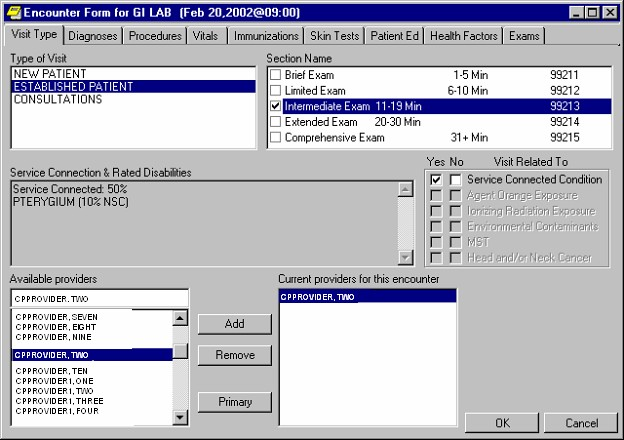 Encounter Form for GI LAB (Feb 20,2002@09:00)
Visit Type Diagnoses Procedures Vitals Immunizations Skin Tests Patient Ed Health Factors Exams
Type of Visit
NEW PATIENT
ESTABLISHED PATIENT
CONSULTATIONS
Section Name
Brief Exam 1-5 Min 99211
Limited Exam 6-10 Min 99212
Intermediate Exam 11-19 Min 99213
Extended Exam 20-30 Min 99214
Comprehensive Exam 31+ Min 99215
Service Connection & Rated Disabilities
Service Connected: 50%
PTERYGIUM (10% NSC)
Yes No Visit Related To
Service Connected Condition
Agent Orange Exposure
Ionizing Radiation Exposure
Environmental Contaminants
MST
Head and/or Neck Cancer
Available providers
CPPROVIDER, TWO
CPPROVIDER, SEVEN
CPPROVIDER, EIGHT
CPPROVIDER, NINE
CPPROVIDER, TWO
CPPROVIDER, TEN
CPPROVIDER1, ONE
CPPROVIDER1, TWO
CPPROVIDER1, THREE
CPPROVIDER1, FOUR
Add
Remove
Primary
Current providers for this encounter
CPPROVIDER, TWO
OK Cancel